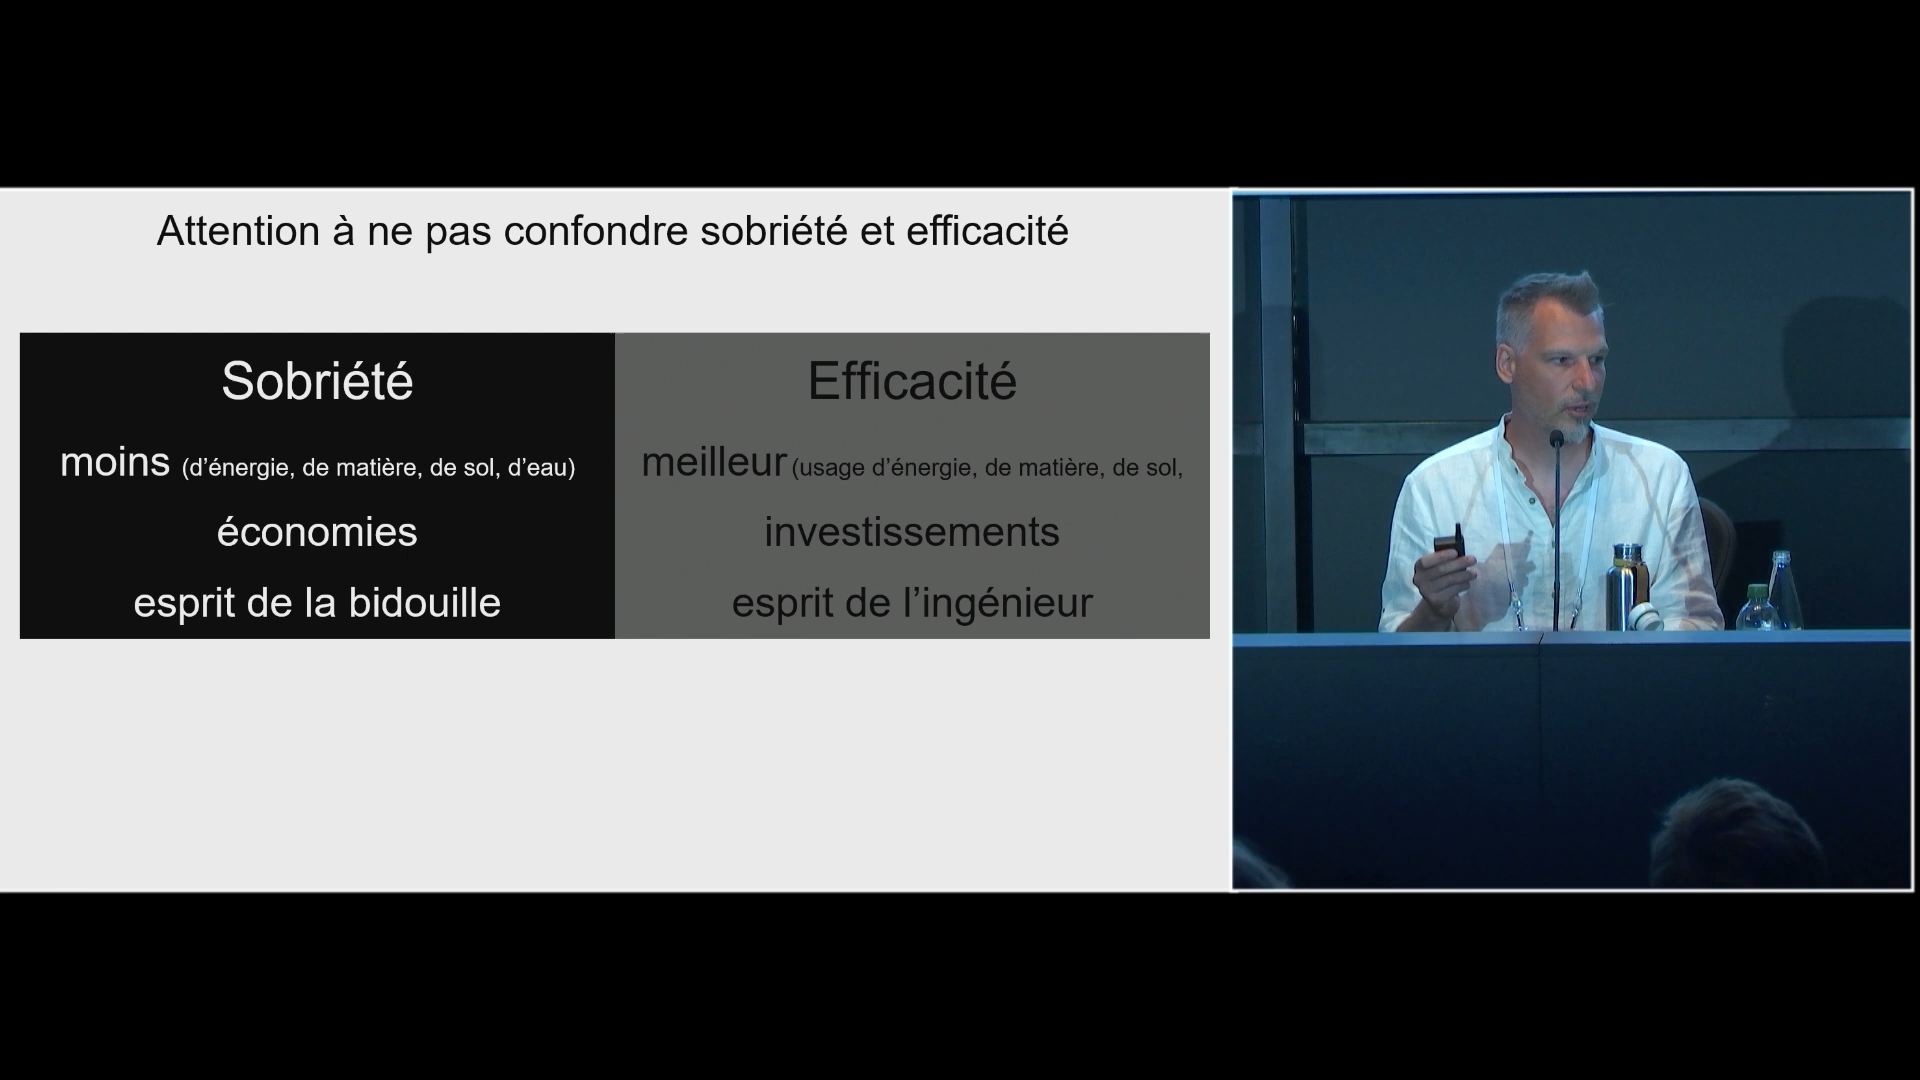 Attention à ne pas confondre sobriété et efficacité
Sobriété
moins (d’énergie, de matière, de sol, d’eau)
économies
esprit de la bidouille
Efficacité
meilleur (usage d’énergie, de matière, de sol,
investissements
esprit de l’ingénieur